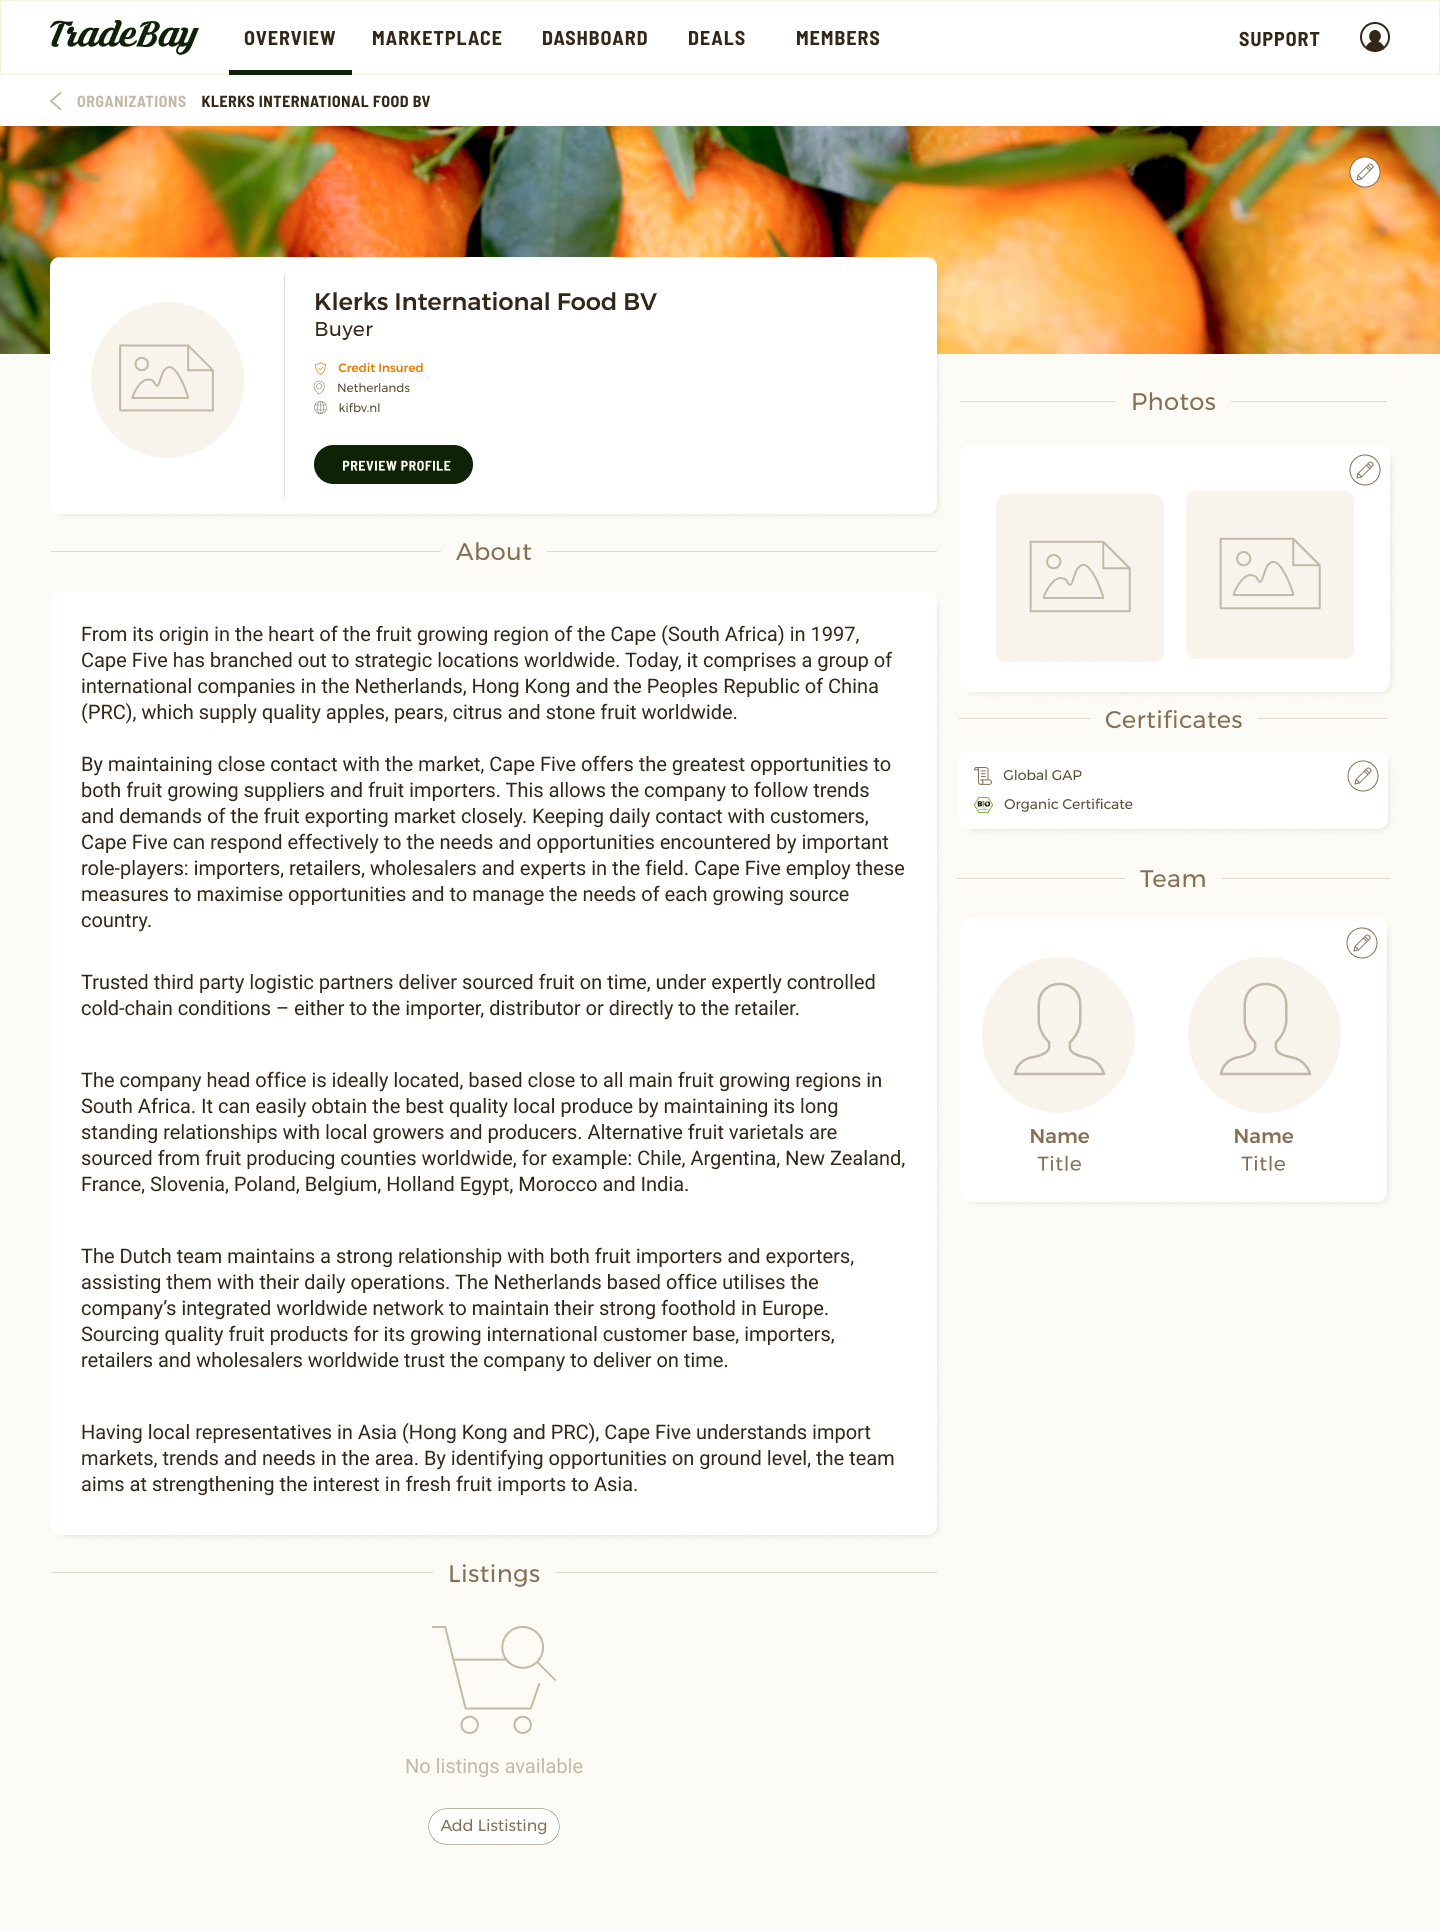 TradeBay
OVERVIEW
MARKETPLACE
DASHBOARD
DEALS
MEMBERS
SUPPORT
ORGANIZATIONS
KLERKS INTERNATIONAL FOOD BV
Klerks International Food BV
Buyer
Credit Insured
Netherlands
kifbv.nl
PREVIEW PROFILE
About
From its origin in the heart of the fruit growing region of the Cape (South Africa) in 1997,
Cape Five has branched out to strategic locations worldwide. Today, it comprises a group of
international companies in the Netherlands, Hong Kong and the Peoples Republic of China
(PRC), which supply quality apples, pears, citrus and stone fruit worldwide.
By maintaining close contact with the market, Cape Five offers the greatest opportunities to
both fruit growing suppliers and fruit importers. This allows the company to follow trends
and demands of the fruit exporting market closely. Keeping daily contact with customers,
Cape Five can respond effectively to the needs and opportunities encountered by important
role-players: importers, retailers, wholesalers and experts in the field. Cape Five employ these
measures to maximise opportunities and to manage the needs of each growing source
country.
Trusted third party logistic partners deliver sourced fruit on time, under expertly controlled
cold-chain conditions – either to the importer, distributor or directly to the retailer.
The company head office is ideally located, based close to all main fruit growing regions in
South Africa. It can easily obtain the best quality local produce by maintaining its long
standing relationships with local growers and producers. Alternative fruit varietals are
sourced from fruit producing counties worldwide, for example: Chile, Argentina, New Zealand,
France, Slovenia, Poland, Belgium, Holland Egypt, Morocco and India.
The Dutch team maintains a strong relationship with both fruit importers and exporters,
assisting them with their daily operations. The Netherlands based office utilises the
company’s integrated worldwide network to maintain their strong foothold in Europe.
Sourcing quality fruit products for its growing international customer base, importers,
retailers and wholesalers worldwide trust the company to deliver on time.
Having local representatives in Asia (Hong Kong and PRC), Cape Five understands import
markets, trends and needs in the area. By identifying opportunities on ground level, the team
aims at strengthening the interest in fresh fruit imports to Asia.
Listings
No listings available
Add Lististing
Photos
Certificates
Global GAP
BIO
Organic Certificate
Team
Name
Title
Name
Title